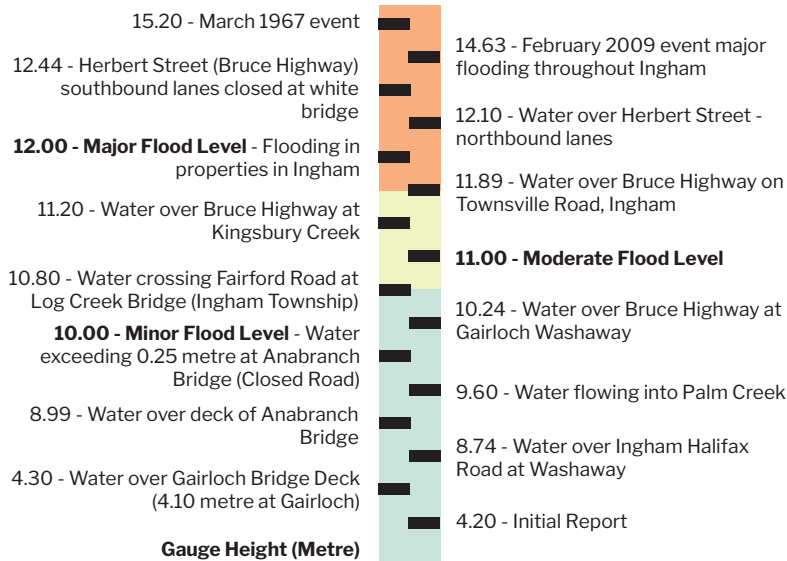 15.20 - March 1967 event
14.63 - February 2009 event major
flooding throughout Ingham
12.44 - Herbert Street (Bruce Highway)
southbound lanes closed at white
bridge
12.10 - Water over Herbert Street -
northbound lanes
12.00 - Major Flood Level - Flooding in
properties in Ingham
11.89 - Water over Bruce Highway on
Townsville Road, Ingham
11.20 - Water over Bruce Highway at
Kingsbury Creek
11.00 - Moderate Flood Level
10.80 - Water crossing Fairford Road at
Log Creek Bridge (Ingham Township)
10.24 - Water over Bruce Highway at
Gairloch Washaway
10.00 - Minor Flood Level - Water
exceeding 0.25 metre at Anabranch
Bridge (Closed Road)
9.60 - Water flowing into Palm Creek
8.99 - Water over deck of Anabranch
Bridge
8.74 - Water over Ingham Halifax
Road at Washaway
4.30 - Water over Gairloch Bridge Deck
(4.10 metre at Gairloch)
4.20 - Initial Report
Gauge Height (Metre)